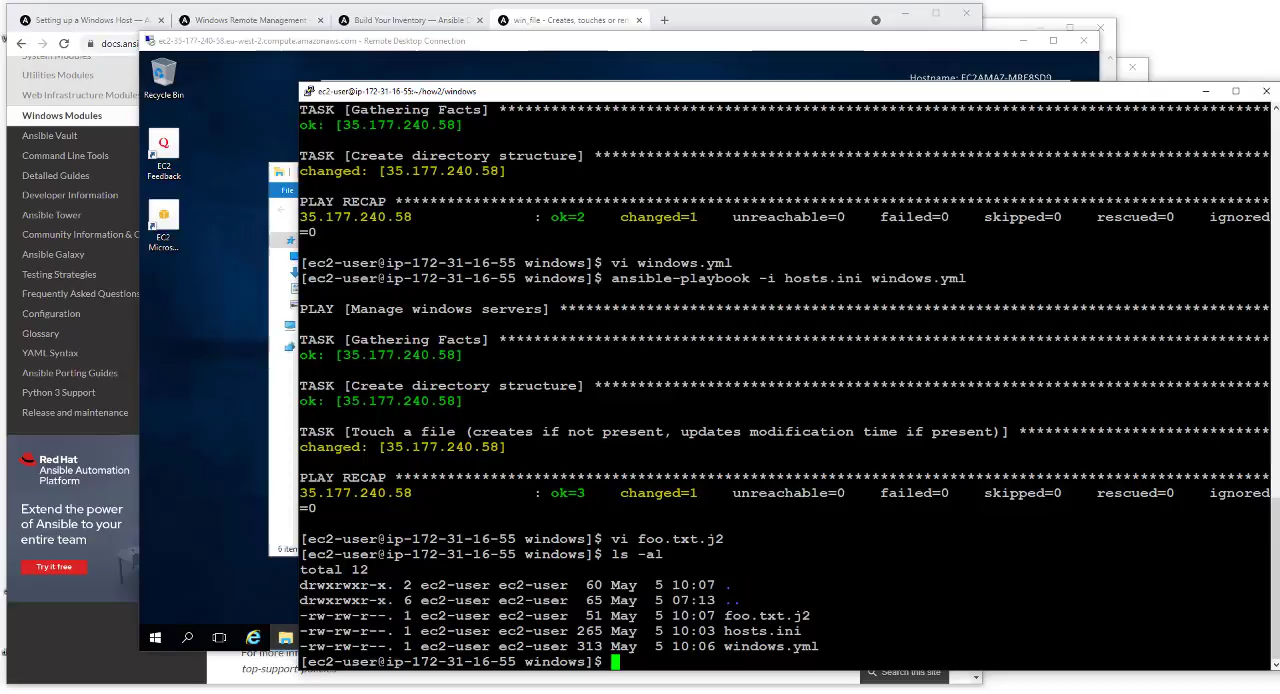 Setting up a Windows Host — A
Windows Remote Management
Build Your Inventory — Ansible D
win_file - Creates, touches or rem
docs.ansi
ec2-35-177-240-58.eu-west-2.compute.amazonaws.com - Remote Desktop Connection
System Modules
Utilities Modules
Web Infrastructure Modules
Windows Modules
Ansible Vault
Command Line Tools
Detailed Guides
Developer Information
Ansible Tower
Community Information & C
Ansible Galaxy
Testing Strategies
Frequently Asked Questions
Configuration
Glossary
YAML Syntax
Ansible Porting Guides
Python 3 Support
Release and maintenance
Red Hat
Ansible Automation
Platform
Extend the power
of Ansible to your
entire team
Try it free
Recycle Bin
EC2
Feedback
EC2
Micros...
Hostname: EC2AMAZ-MRF8SD9
File
6 item
ec2-user@ip-172-31-16-55:~/how2/windows
TASK [Gathering Facts] ****************************************************************************************
ok: [35.177.240.58]
TASK [Create directory structure] *****************************************************************************
changed: [35.177.240.58]
PLAY RECAP ****************************************************************************************************
35.177.240.58              : ok=2    changed=1    unreachable=0    failed=0    skipped=0    rescued=0    ignored
=0
[ec2-user@ip-172-31-16-55 windows]$ vi windows.yml
[ec2-user@ip-172-31-16-55 windows]$ ansible-playbook -i hosts.ini windows.yml
PLAY [Manage windows servers] *********************************************************************************
TASK [Gathering Facts] ****************************************************************************************
ok: [35.177.240.58]
TASK [Create directory structure] *****************************************************************************
ok: [35.177.240.58]
TASK [Touch a file (creates if not present, updates modification time if present)] *****************************
changed: [35.177.240.58]
PLAY RECAP ****************************************************************************************************
35.177.240.58              : ok=3    changed=1    unreachable=0    failed=0    skipped=0    rescued=0    ignored
=0
[ec2-user@ip-172-31-16-55 windows]$ vi foo.txt.j2
[ec2-user@ip-172-31-16-55 windows]$ ls -al
total 12
drwxrwxr-x. 2 ec2-user ec2-user  60 May  5 10:07 .
drwxrwxr-x. 6 ec2-user ec2-user  65 May  5 07:13 ..
-rw-rw-r--. 1 ec2-user ec2-user  51 May  5 10:07 foo.txt.j2
-rw-rw-r--. 1 ec2-user ec2-user 265 May  5 10:03 hosts.ini
-rw-rw-r--. 1 ec2-user ec2-user 313 May  5 10:06 windows.yml
[ec2-user@ip-172-31-16-55 windows]$
For more inf
top-support-policies
Search this site